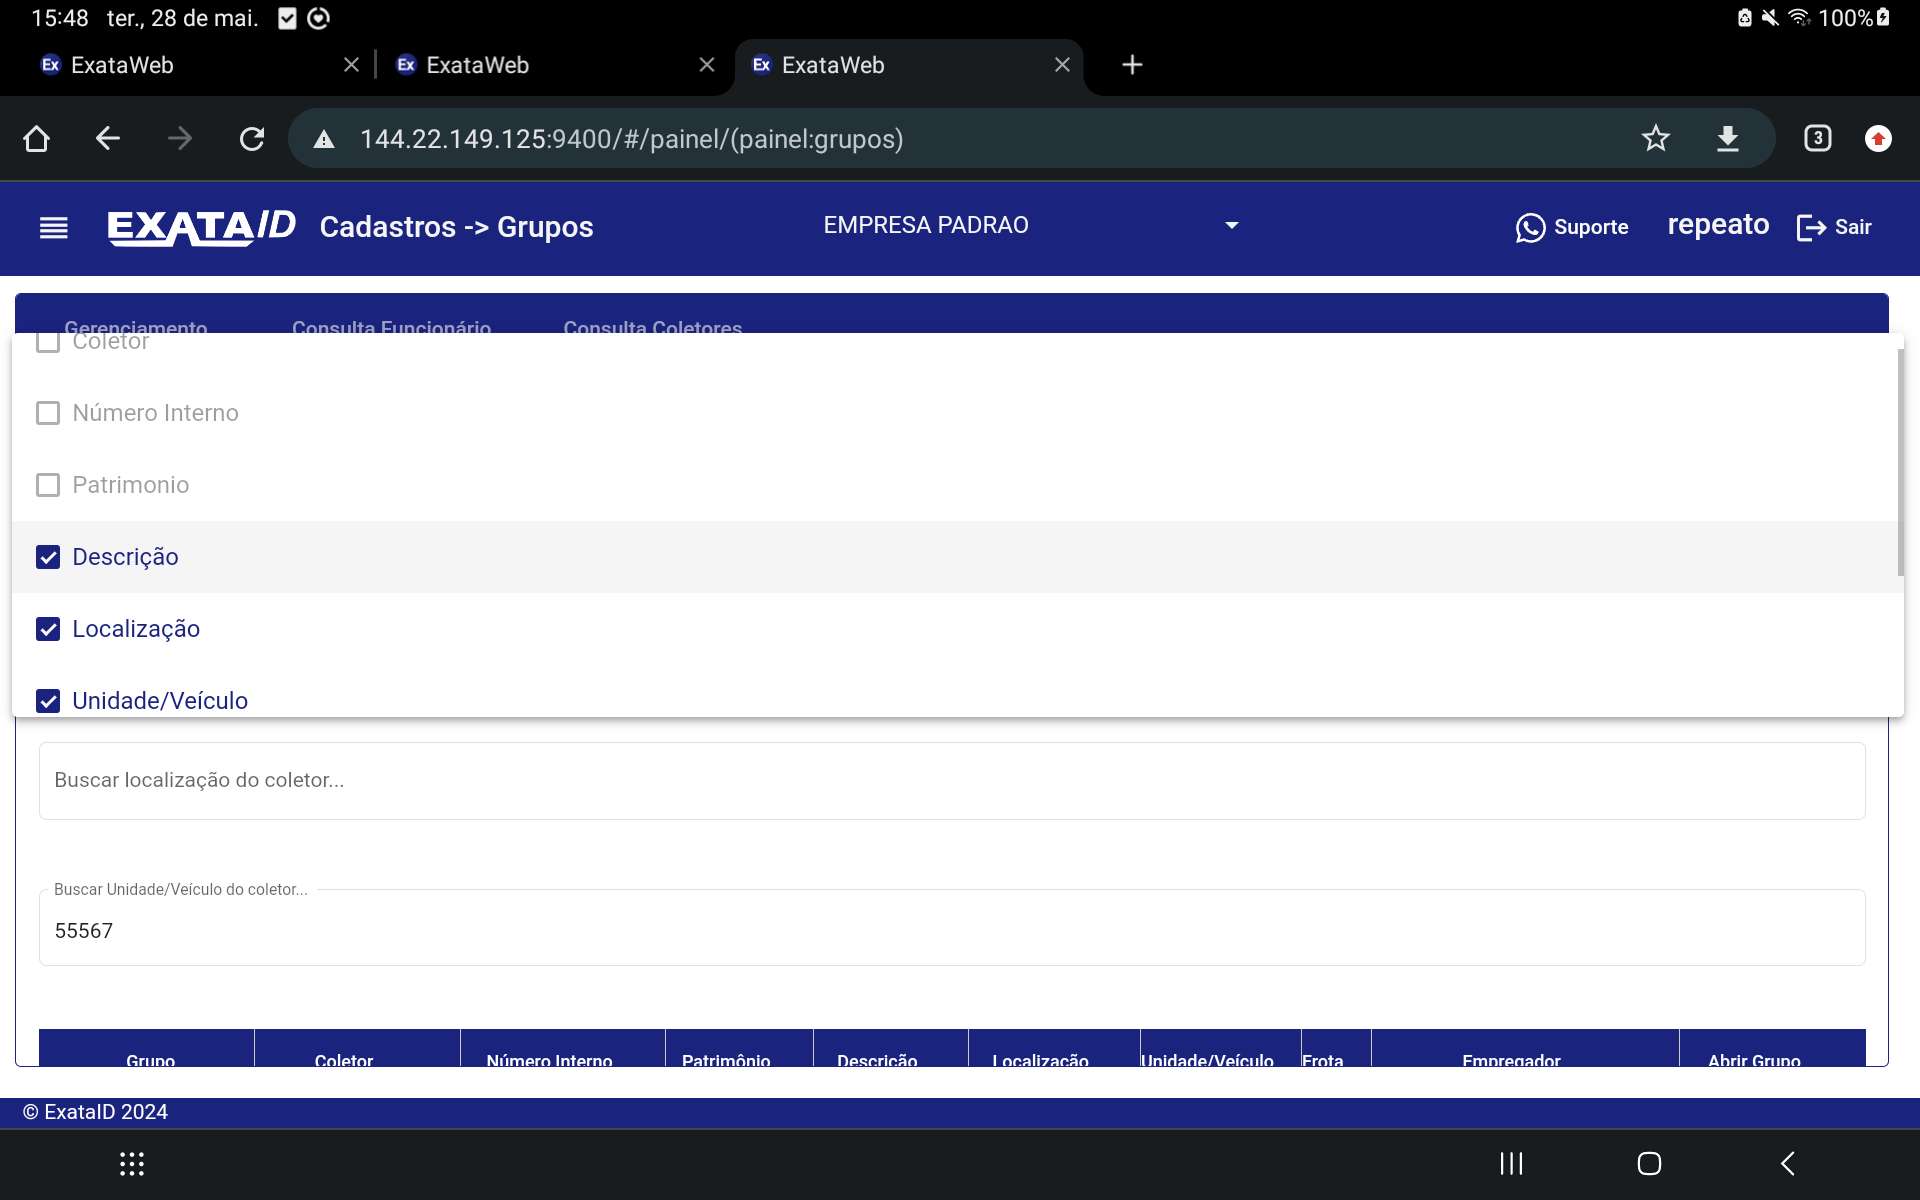 15:48 ter., 28 de mai. 100%
Ex ExataWeb Ex ExataWeb Ex ExataWeb
144.22.149.125:9400/#/painel/(painel:grupos) 3
EXATAID Cadastros -> Grupos EMPRESA PADRAO Suporte repeato Sair
Gerenciamento Consulta Funcionário Consulta Coletores
Coletor
Número Interno
Patrimonio
Descrição
Localização
Unidade/Veículo
Buscar localização do coletor...
Buscar Unidade/Veículo do coletor...
55567
Grupo Coletor Número Interno Patrimônio Descrição Localização Unidade/Veículo Frota Empregador Abrir Grupo
© ExataID 2024